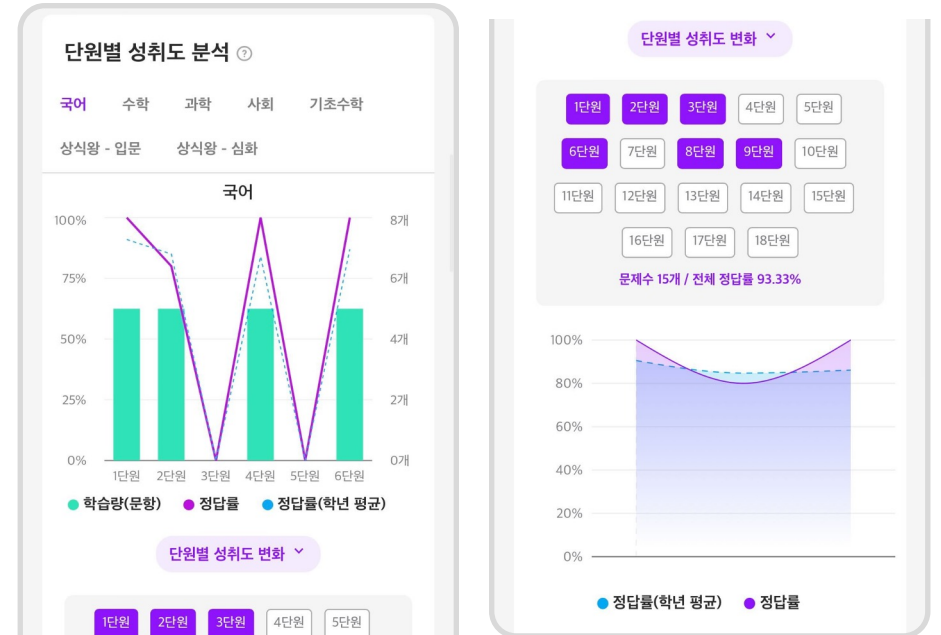 단원별 성취도 분석 ?
국어 수학 과학 사회 기초수학
상식왕 - 입문 상식왕 - 심화
국어
100% 8개
75% 6개
50% 4개
25% 2개
0% 0개
1단원 2단원 3단원 4단원 5단원 6단원
학습량(문항) 정답률 정답률(학년 평균)
단원별 성취도 변화
1단원 2단원 3단원 4단원 5단원
단원별 성취도 변화
1단원 2단원 3단원 4단원 5단원
6단원 7단원 8단원 9단원 10단원
11단원 12단원 13단원 14단원 15단원
16단원 17단원 18단원
문제수 15개 / 전체 정답률 93.33%
100%
80%
60%
40%
20%
0%
정답률(학년 평균) 정답률